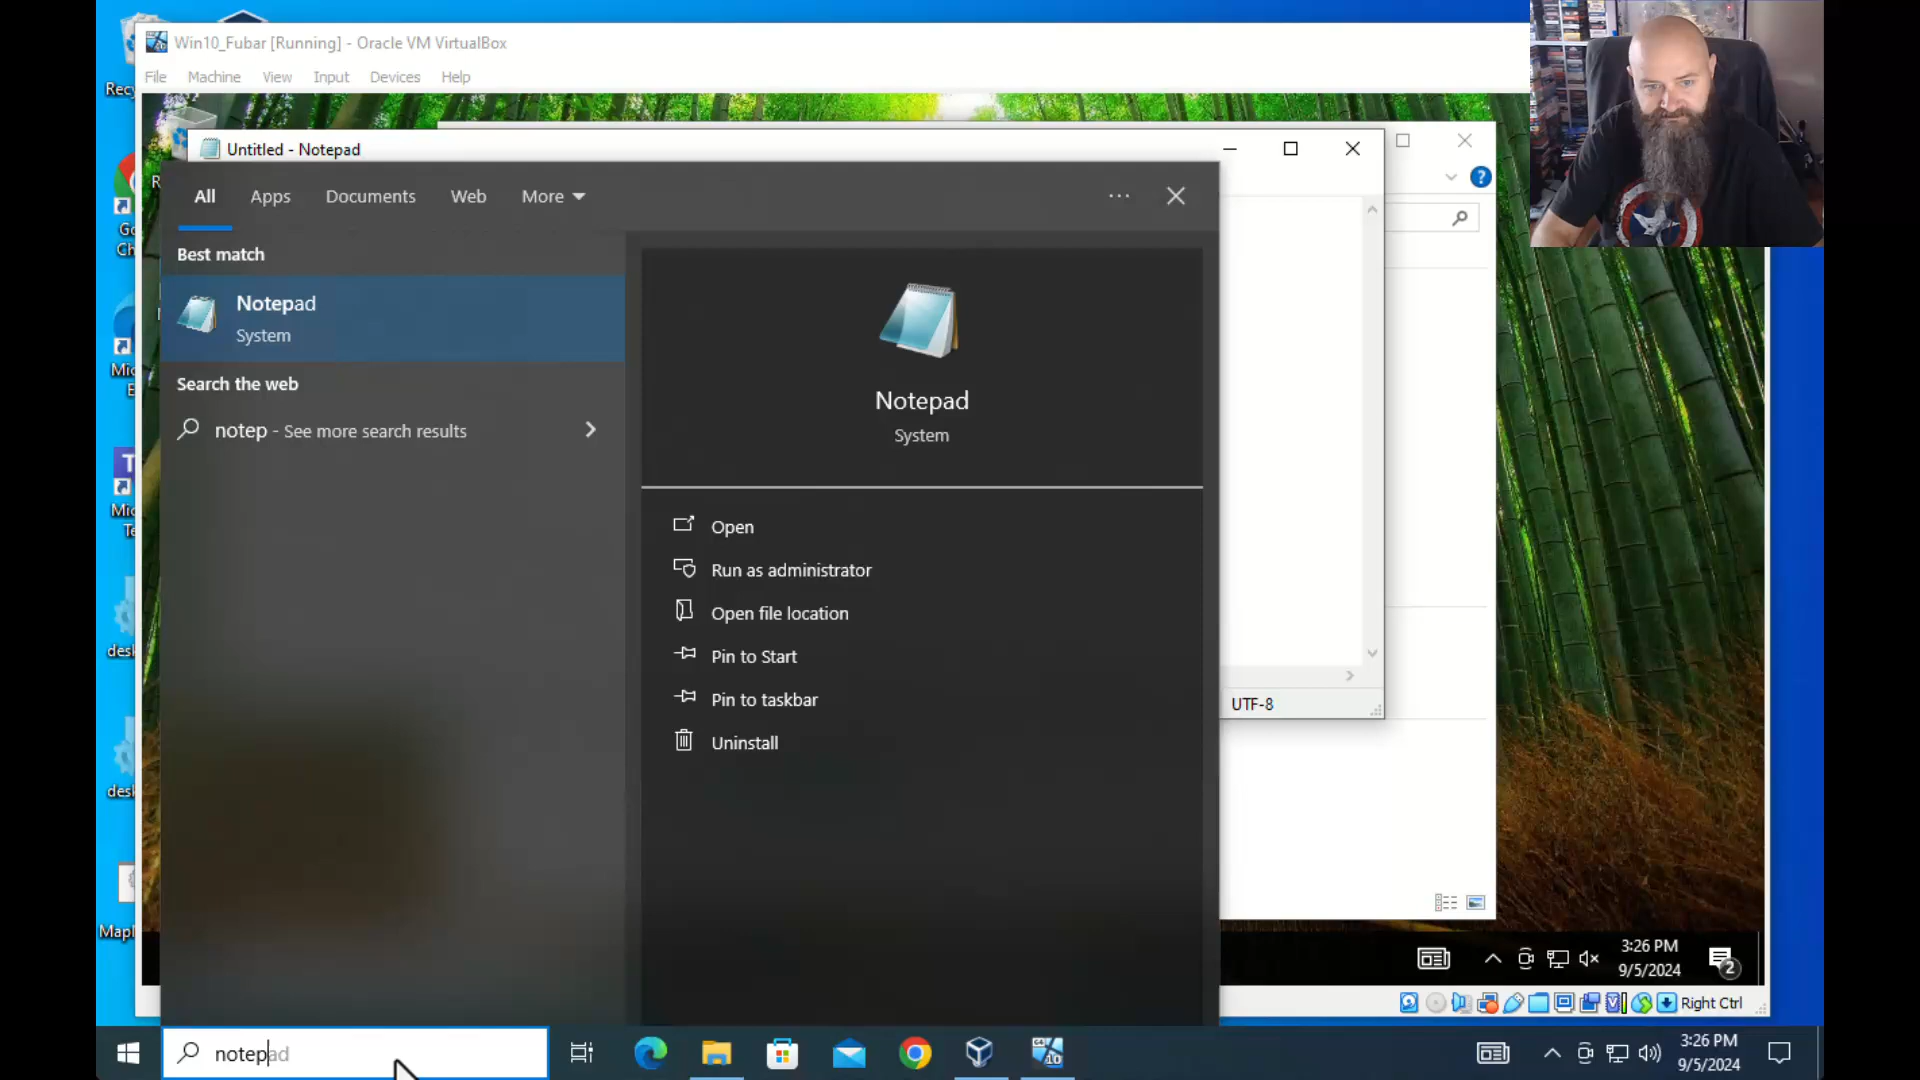 Win10_Fubar [Running] - Oracle VM VirtualBox
File Machine View Input Devices Help
Untitled - Notepad
All Apps Documents Web More
Best match
Notepad
System
Search the web
notep - See more search results
Notepad
System
Open
Run as administrator
Open file location
Pin to Start
Pin to taskbar
Uninstall
UTF-8
3:26 PM
9/5/2024
2
Right Ctrl
notepad
3:26 PM
9/5/2024